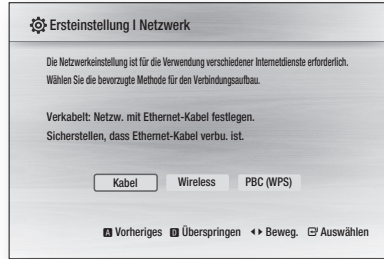 Ersteinstellung I Netzwerk
Die Netzwerkeinstellung ist für die Verwendung verschiedener Internetdienste erforderlich.
Wählen Sie die bevorzugte Methode für den Verbindungsaufbau.
Verkabelt: Netzw. mit Ethernet-Kabel festlegen.
Sicherstellen, dass Ethernet-Kabel verbu. ist.
Kabel Wireless PBC (WPS)
A Vorheriges D Überspringen Beweg. Auswählen